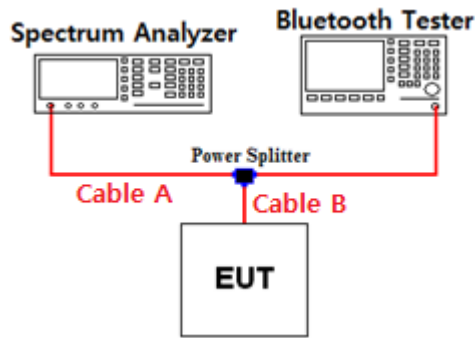 Spectrum Analyzer
Bluetooth Tester
Power Splitter
Cable A
Cable B
EUT